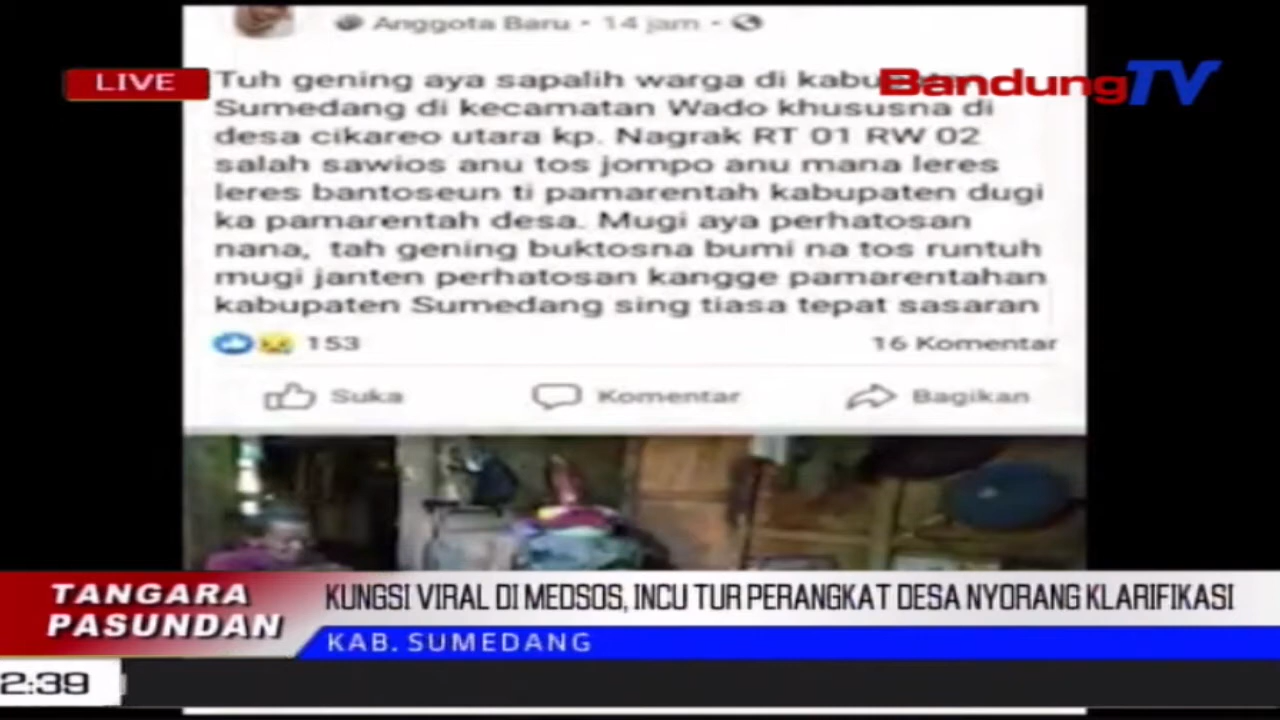 Anggota Baru · 14 jam ·
LIVE
BandungTV
Tuh gening aya sapalih warga di
Sumedang di kecamatan Wado khususna di
desa cikareo utara kp. Nagrak RT 01 RW 02
salah sawios anu tos jompo anu mana leres
leres bantoseun ti pamarentah kabupaten dugi
ka pamarentah desa. Mugi aya perhatosan
nana, tah gening buktosna bumi na tos runtuh
mugi janten perhatosan kangge pamarentahan
kabupaten Sumedang sing tiasa tepat sasaran
153
16 Komentar
Suka
Komentar
Bagikan
TANGARA
PASUNDAN
KUNGSI VIRAL DI MEDSOS, INCU TUR PERANGKAT DESA NYORANG KLARIFIKASI
KAB. SUMEDANG
2:39